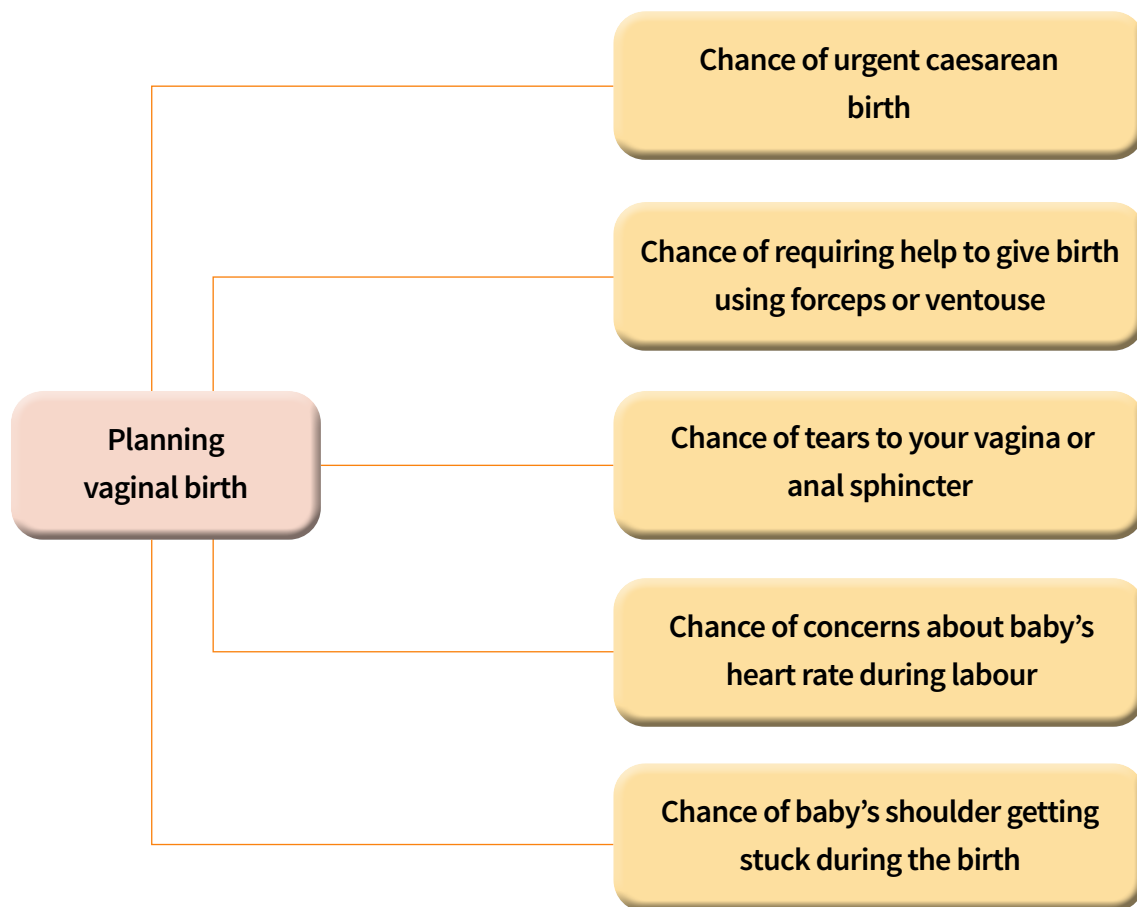 Chance of urgent caesarean
birth
Chance of requiring help to give birth
using forceps or ventouse
Planning
vaginal birth
Chance of tears to your vagina or
anal sphincter
Chance of concerns about baby’s
heart rate during labour
Chance of baby’s shoulder getting
stuck during the birth